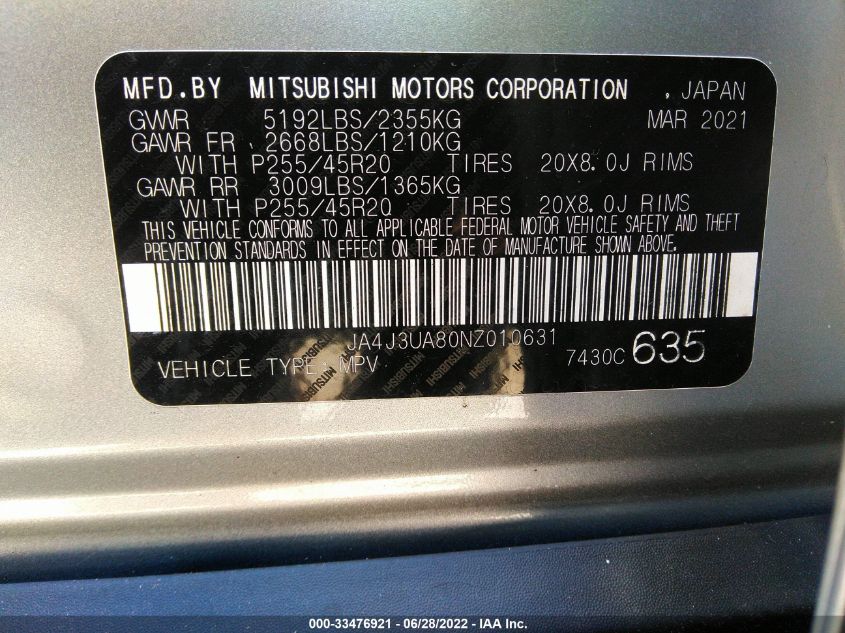 MFD.BY MITSUBISHI MOTORS CORPORATION , JAPAN
GVWR 5192LBS/2355KG MAR 2021
GAWR FR 2668LBS/1210KG
WITH P255/45R20 TIRES 20X8.0J RIMS
GAWR RR 3009LBS/1365KG
WITH P255/45R20 TIRES 20X8.0J RIMS
THIS VEHICLE CONFORMS TO ALL APPLICABLE FEDERAL MOTOR VEHICLE SAFETY AND THEFT
PREVENTION STANDARDS IN EFFECT ON THE DATE OF MANUFACTURE SHOWN ABOVE.
JA4J3UA80NZ010631
VEHICLE TYPE: MPV 7430C 635
000-33476921 - 06/28/2022 - IAA Inc.